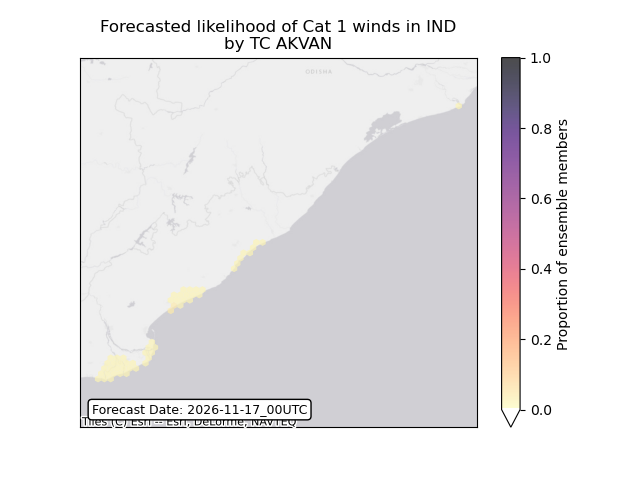 Forecasted likelihood of Cat 1 winds in IND
by TC AKVAN
ODISHA
1.0
0.8
0.6
0.4
0.2
0.0
Proportion of ensemble members
Forecast Date: 2026-11-17_00UTC
Tiles (C) Esri -- Esri, DeLorme, NAVTEQ